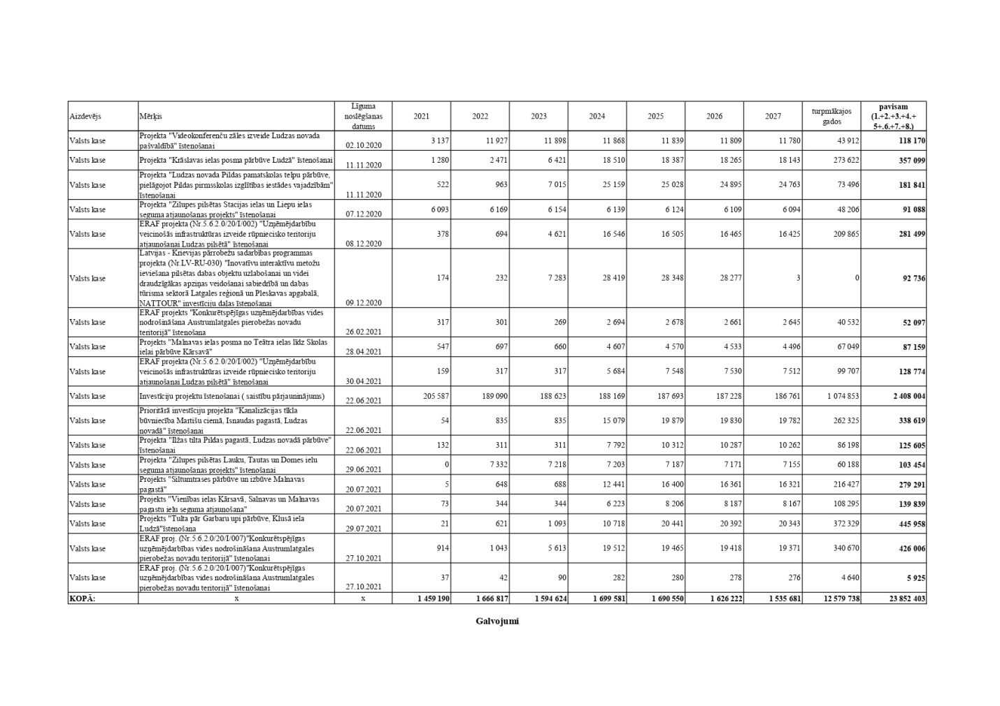 Aizdevējs Mērķis Līguma noslēgšanas datums 2021 2022 2023 2024 2025 2026 2027 turpmākajos gados pavisam (1.+2.+3.+4.+ 5+.6.+7.+8.)
Valsts kase Projekta "Videokonferenču zāles izveide Ludzas novada pašvaldībā" īstenošanai 02.10.2020 3 137 11 927 11 898 11 868 11 839 11 809 11 780 43 912 118 170
Valsts kase Projekta "Krāslavas ielas posma pārbūve Ludzā" īstenošanai 11.11.2020 1 280 2 471 6 421 18 510 18 387 18 265 18 143 273 622 357 099
Valsts kase Projekta "Ludzas novada Pildas pamatskolas telpu pārbūve, pielāgojot Pildas pirmsskolas izglītības iestādes vajadzībām" īstenošanai 11.11.2020 522 963 7 015 25 159 25 028 24 895 24 763 73 496 181 841
Valsts kase Projekta "Zilupes pilsētas Stacijas ielas un Liepu ielas seguma atjaunošanas projekts" īstenošanai 07.12.2020 6 093 6 169 6 154 6 139 6 124 6 109 6 094 48 206 91 088
Valsts kase ERAF projekta (Nr.5.6.2.0/20/I/002) "Uzņēmējdarbību veicinošās infrastruktūras izveide rūpniecisko teritoriju atjaunošanai Ludzas pilsētā" īstenošanai 08.12.2020 378 694 4 621 16 546 16 505 16 465 16 425 209 865 281 499
Valsts kase Latvijas - Krievijas pārrobežu sadarbības programmas projekta (Nr.LV-RU-030) "Inovatīvu interaktīvu metožu ieviešana pilsētas dabas objektu uzlabošanai un videi draudzīgākas apziņas veidošanai sabiedrībā un dabas tūrisma sektorā Latgales reģionā un Pleskavas apgabalā, NATTOUR" investīciju daļas īstenošanai 09.12.2020 174 232 7 283 28 419 28 348 28 277 3 0 92 736
Valsts kase ERAF projekts "Konkurētspējīgas uzņēmējdarbības vides nodrošināšana Austrumlatgales pierobežas novadu teritorijā" īstenošana 26.02.2021 317 301 269 2 694 2 678 2 661 2 645 40 532 52 097
Valsts kase Projekts "Malnavas ielas posma no Teātra ielas līdz Skolas ielai pārbūve Kārsavā" 28.04.2021 547 697 660 4 607 4 570 4 533 4 496 67 049 87 159
Valsts kase ERAF projekta (Nr.5.6.2.0/20/I/002) "Uzņēmējdarbību veicinošās infrastruktūras izveide rūpniecisko teritoriju atjaunošanai Ludzas pilsētā" īstenošanai 30.04.2021 159 317 317 5 684 7 548 7 530 7 512 99 707 128 774
Valsts kase Investīciju projektu īstenošanai ( saistību pārjauninājums) 22.06.2021 205 587 189 090 188 623 188 169 187 693 187 228 186 761 1 074 853 2 408 004
Valsts kase Prioritārā investīciju projekta "Kanalizācijas tīkla būvniecība Martišu ciemā, Isnaudas pagastā, Ludzas novadā" īstenošanai 22.06.2021 54 835 835 15 079 19 879 19 830 19 782 262 325 338 619
Valsts kase Projekta "Ilžas tilta Pildas pagastā, Ludzas novadā pārbūve" īstenošanai 22.06.2021 132 311 311 7 792 10 312 10 287 10 262 86 198 125 605
Valsts kase Projekta "Zilupes pilsētas Lauku, Tautas un Domes ielu seguma atjaunošanas projekts" īstenošanai 29.06.2021 0 7 332 7 218 7 203 7 187 7 171 7 155 60 188 103 454
Valsts kase Projekts "Siltumtrases pārbūve un izbūve Malnavas pagastā" 20.07.2021 5 648 688 12 441 16 400 16 361 16 321 216 427 279 291
Valsts kase Projekts "Vienības ielas Kārsavā, Salnavas un Malnavas pagastu ielu seguma atjaunošana" 20.07.2021 73 344 344 6 223 8 206 8 187 8 167 108 295 139 839
Valsts kase Projekts "Tulta pār Garbaru upi pārbūve, Klusā iela Ludzā"īstenošana 29.07.2021 21 621 1 093 10 718 20 441 20 392 20 343 372 329 445 958
Valsts kase ERAF proj. (Nr.5.6.2.0/20/I/007)"Konkurētspējīgas uzņēmējdarbības vides nodrošināšana Austrumlatgales pierobežas novadu teritorijā" īstenošanai 27.10.2021 914 1 043 5 613 19 512 19 465 19 418 19 371 340 670 426 006
Valsts kase ERAF proj. (Nr.5.6.2.0/20/I/007)"Konkurētspējīgas uzņēmējdarbības vides nodrošināšana Austrumlatgales pierobežas novadu teritorijā" īstenošanai 27.10.2021 37 42 90 282 280 278 276 4 640 5 925
KOPĀ: x x 1 459 190 1 666 817 1 594 624 1 699 581 1 690 550 1 626 222 1 535 681 12 579 738 23 852 403
Galvojumi